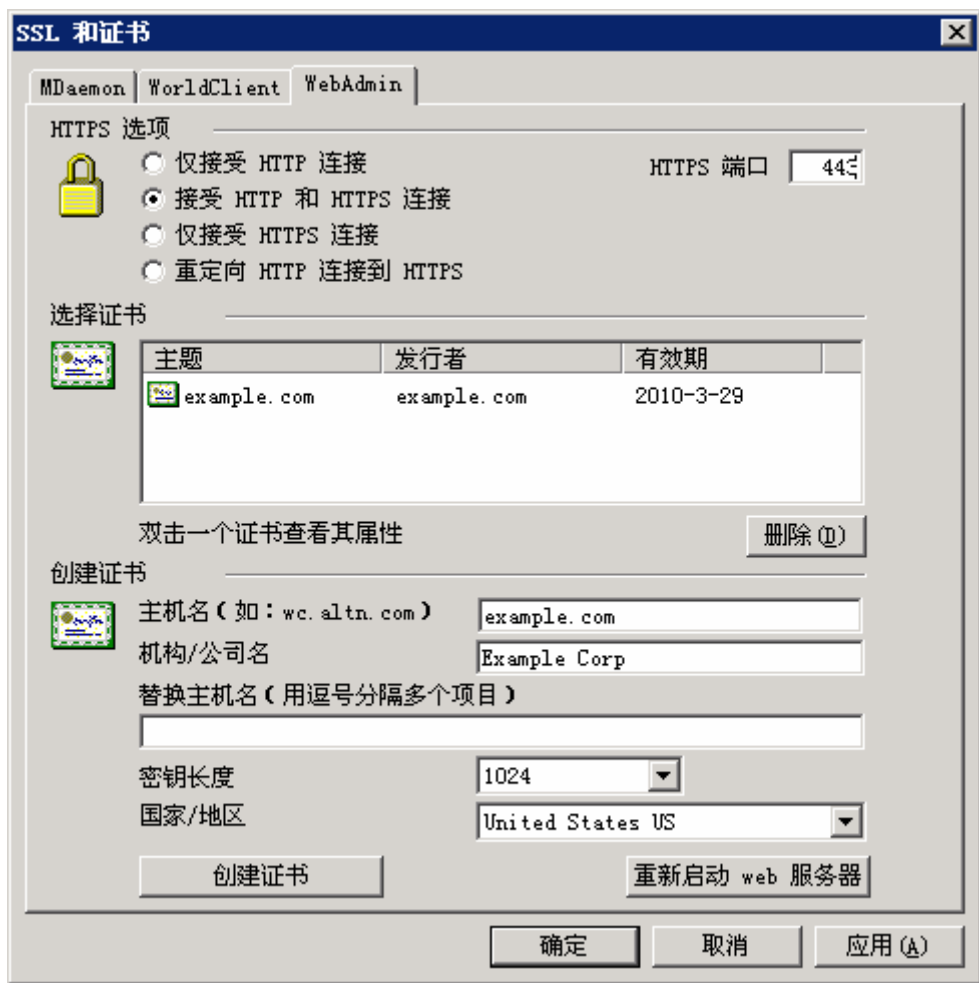 SSL 和证书
MDaemon WorldClient WebAdmin
HTTPS 选项
仅接受 HTTP 连接 HTTPS 端口
接受 HTTP 和 HTTPS 连接
仅接受 HTTPS 连接
重定向 HTTP 连接到 HTTPS
选择证书
主题 发行者 有效期
example.com example.com 2010-3-29
双击一个证书查看其属性 删除(D)
创建证书
主机名(如:wc.altn.com) example.com
机构/公司名 Example Corp
替换主机名(用逗号分隔多个项目)
密钥长度 1024
国家/地区 United States US
创建证书 重新启动 web 服务器
确定 取消 应用(A)